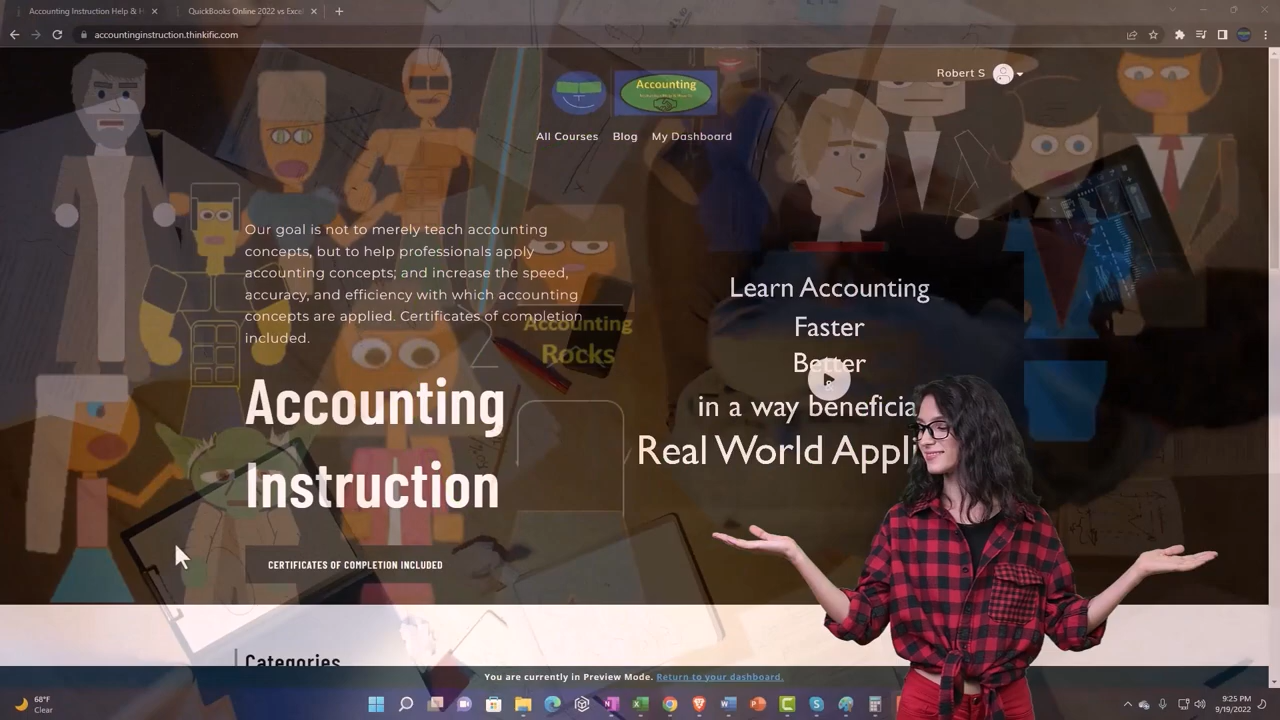 Accounting Instruction Help & H
QuickBooks Online 2022 vs Excel
accountinginstruction.thinkific.com
Robert S
Accounting
All Courses Blog My Dashboard
Our goal is not to merely teach accounting
concepts, but to help professionals apply
accounting concepts; and increase the speed,
accuracy, and efficiency with which accounting
concepts are applied. Certificates of completion
included.
Accounting
Instruction
CERTIFICATES OF COMPLETION INCLUDED
Accounting
Rocks
Learn Accounting
Faster
Better
&
in a way beneficia
Real World Appli
Categories
You are currently in Preview Mode. Return to your dashboard.
68°F
Clear
9:25 PM
9/19/2022